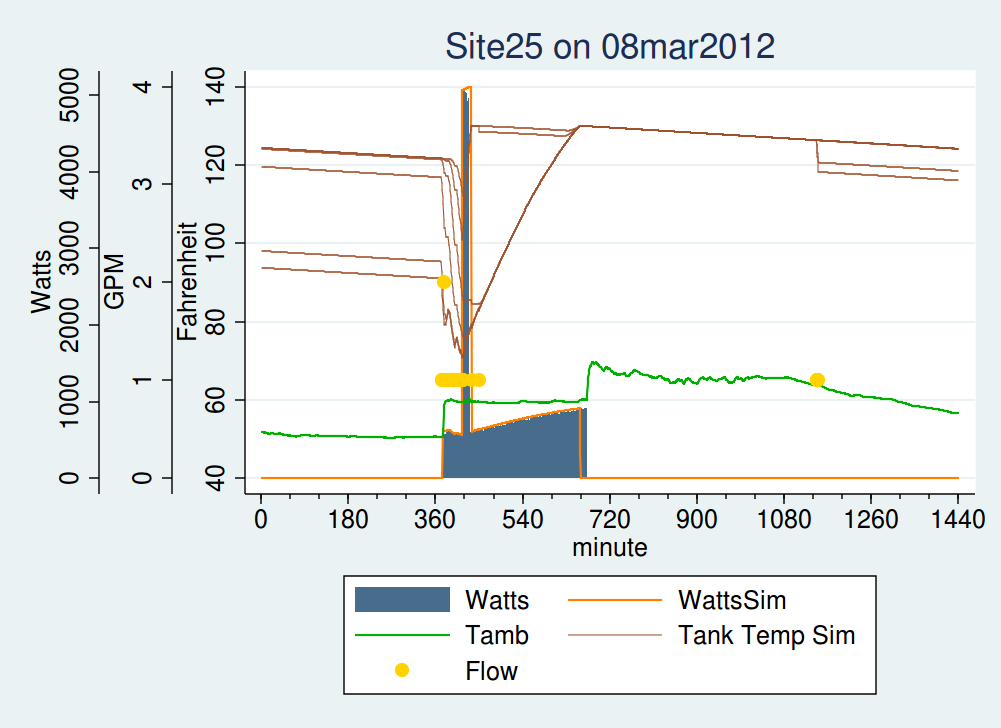 Site25 on 08mar2012
Watts
0 1000 2000 3000 4000 5000
GPM
0 1 2 3 4
Fahrenheit
40 60 80 100 120 140
0 180 360 540 720 900 1080 1260 1440
minute
Watts WattsSim
Tamb Tank Temp Sim
Flow